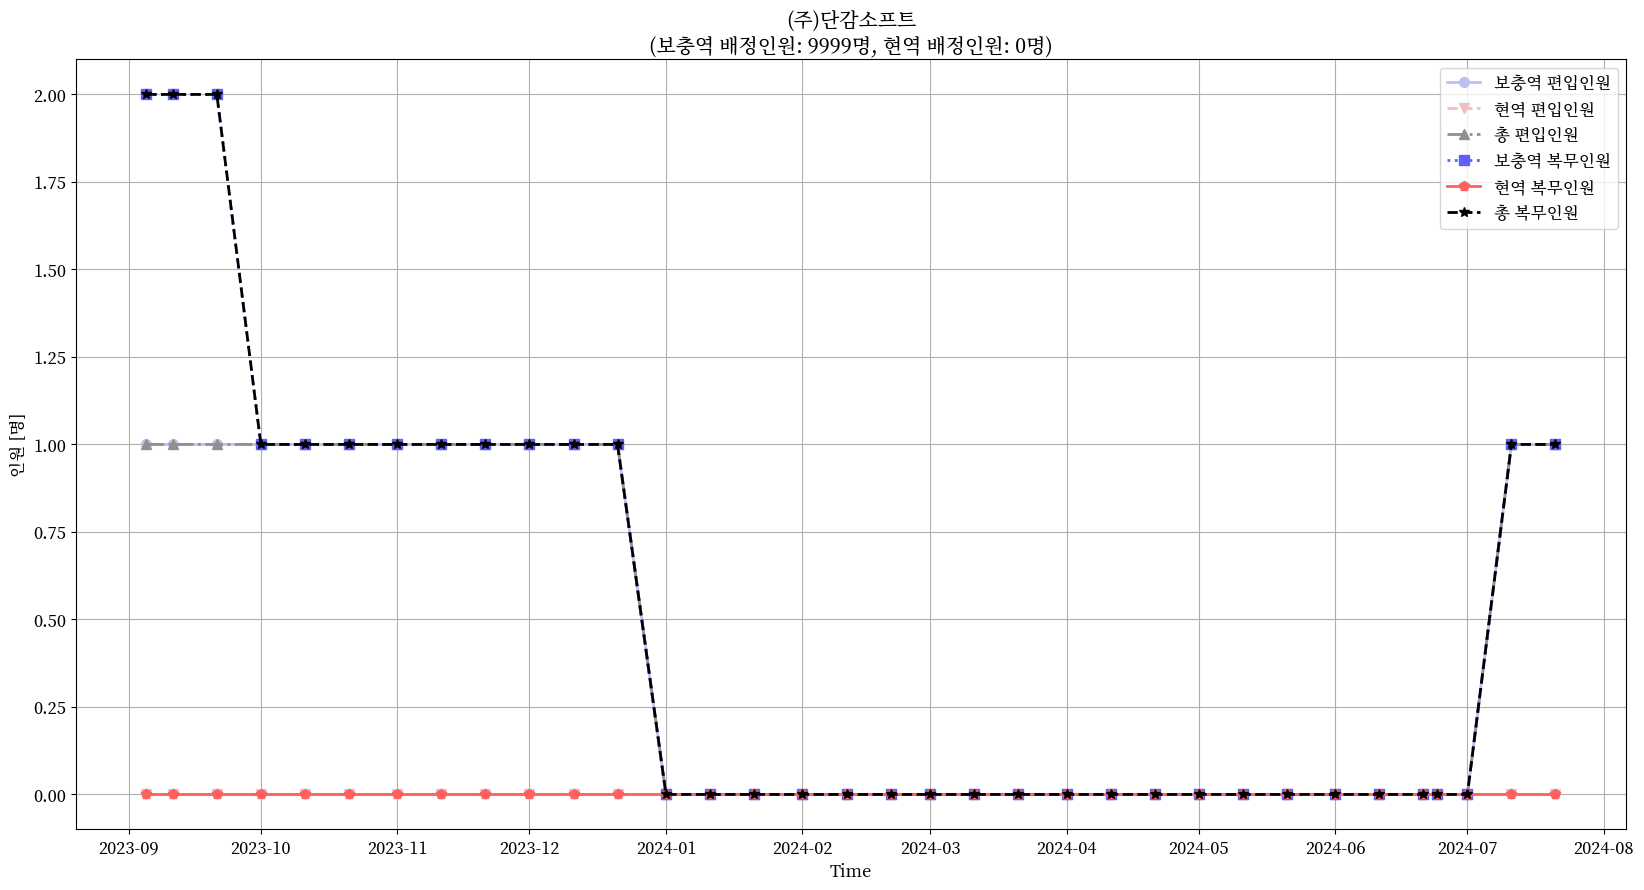 (주)단감소프트
(보충역 배정인원: 9999명, 현역 배정인원: 0명)
보충역 편입인원
현역 편입인원
총 편입인원
보충역 복무인원
현역 복무인원
총 복무인원
인원 [명]
2.00
1.75
1.50
1.25
1.00
0.75
0.50
0.25
0.00
2023-09 2023-10 2023-11 2023-12 2024-01 2024-02 2024-03 2024-04 2024-05 2024-06 2024-07 2024-08
Time